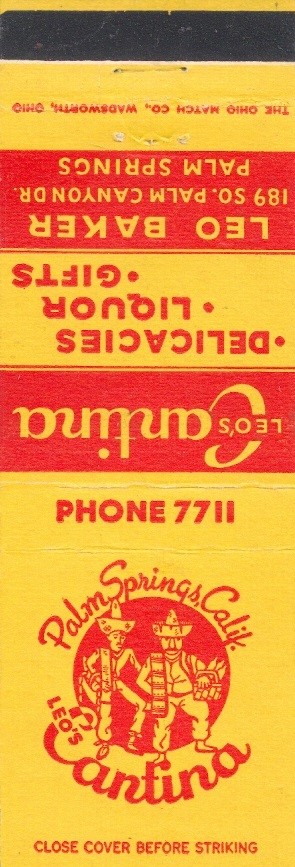 THE OHIO MATCH CO., WADSWORTH, OHIO
LEO BAKER
189 SO. PALM CANYON DR.
PALM SPRINGS
•DELICACIES
•LIQUOR
•GIFTS
LEO'S Cantina
PHONE 7711
Palm Springs, Calif.
LEO'S
Cantina
CLOSE COVER BEFORE STRIKING